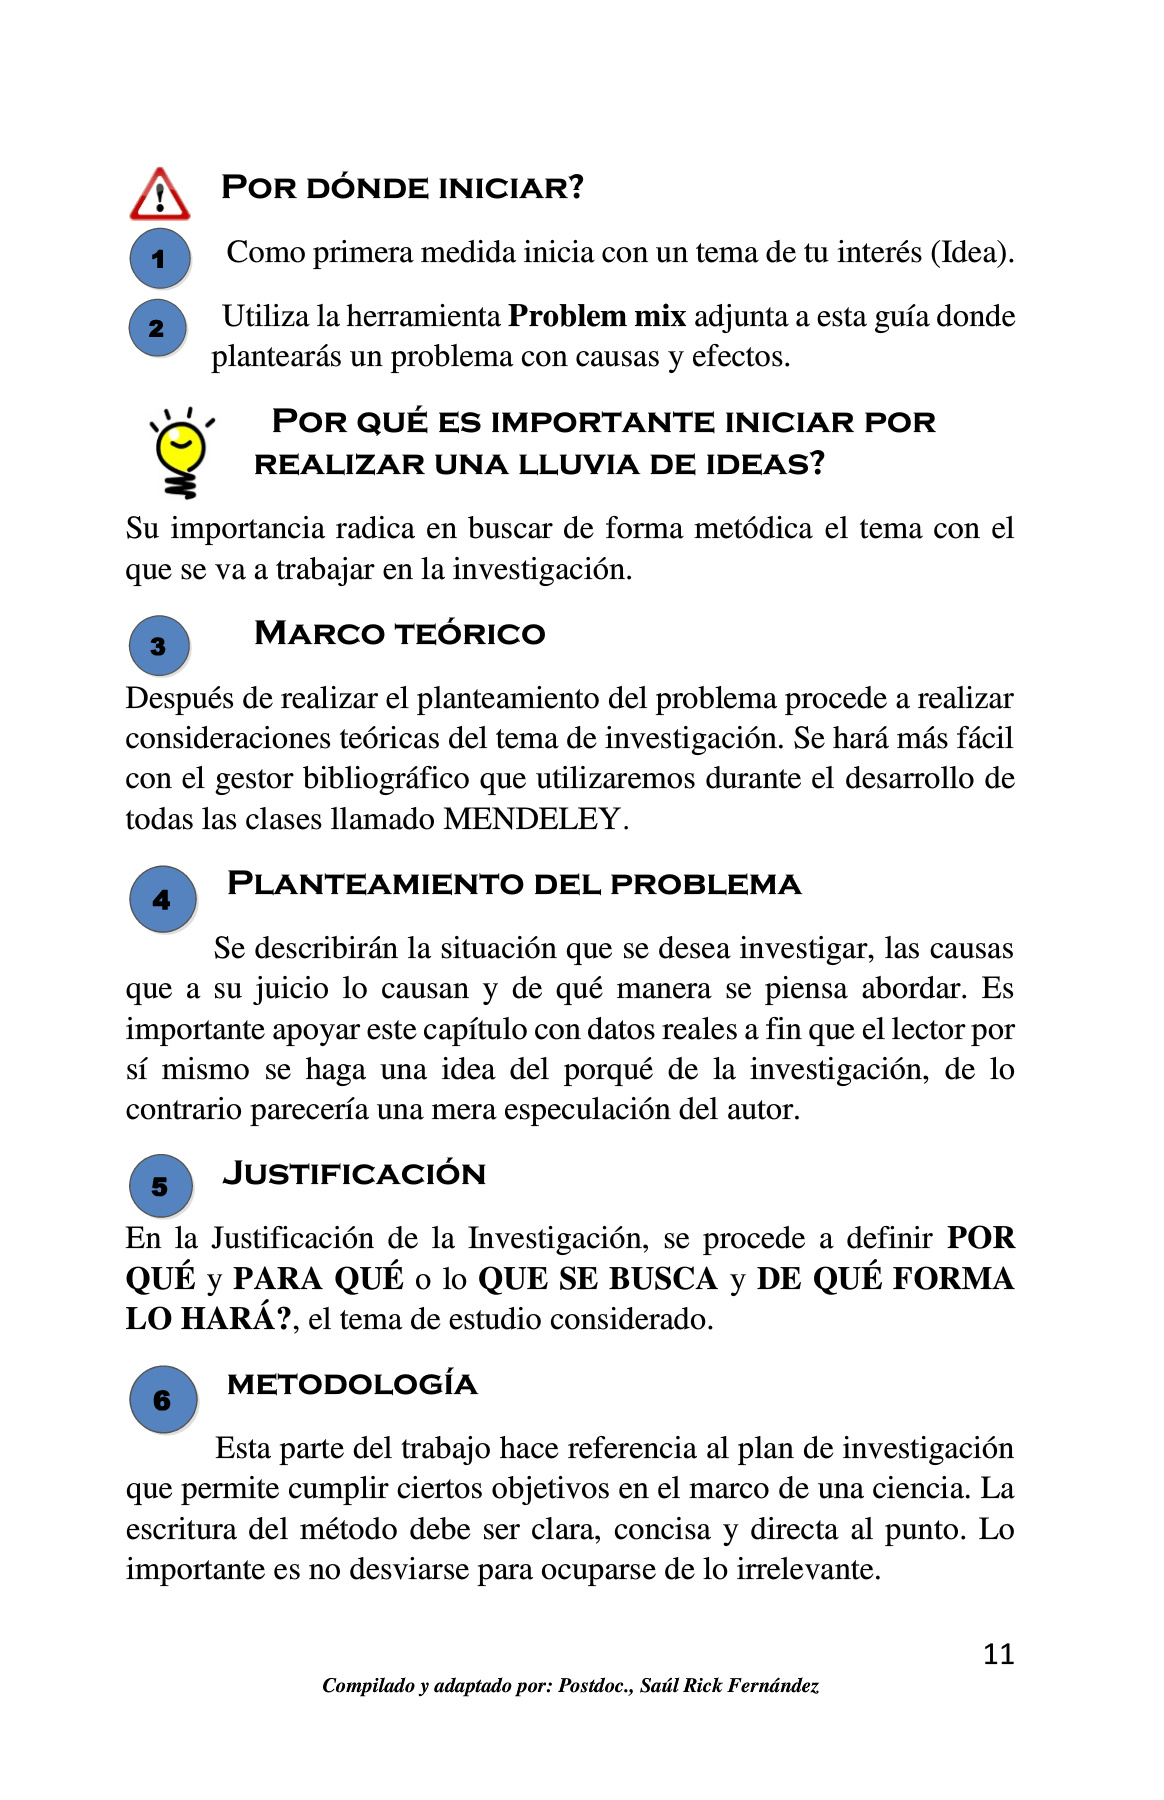 Por dónde iniciar?
1 Como primera medida inicia con un tema de tu interés (Idea).
2 Utiliza la herramienta Problem mix adjunta a esta guía donde
plantearás un problema con causas y efectos.
Por qué es importante iniciar por
realizar una lluvia de ideas?
Su importancia radica en buscar de forma metódica el tema con el
que se va a trabajar en la investigación.
3 Marco teórico
Después de realizar el planteamiento del problema procede a realizar
consideraciones teóricas del tema de investigación. Se hará más fácil
con el gestor bibliográfico que utilizaremos durante el desarrollo de
todas las clases llamado MENDELEY.
4 Planteamiento del problema
Se describirán la situación que se desea investigar, las causas
que a su juicio lo causan y de qué manera se piensa abordar. Es
importante apoyar este capítulo con datos reales a fin que el lector por
sí mismo se haga una idea del porqué de la investigación, de lo
contrario parecería una mera especulación del autor.
5 Justificación
En la Justificación de la Investigación, se procede a definir POR
QUÉ y PARA QUÉ o lo QUE SE BUSCA y DE QUÉ FORMA
LO HARÁ?, el tema de estudio considerado.
6 metodología
Esta parte del trabajo hace referencia al plan de investigación
que permite cumplir ciertos objetivos en el marco de una ciencia. La
escritura del método debe ser clara, concisa y directa al punto. Lo
importante es no desviarse para ocuparse de lo irrelevante.
11
Compilado y adaptado por: Postdoc., Saúl Rick Fernández